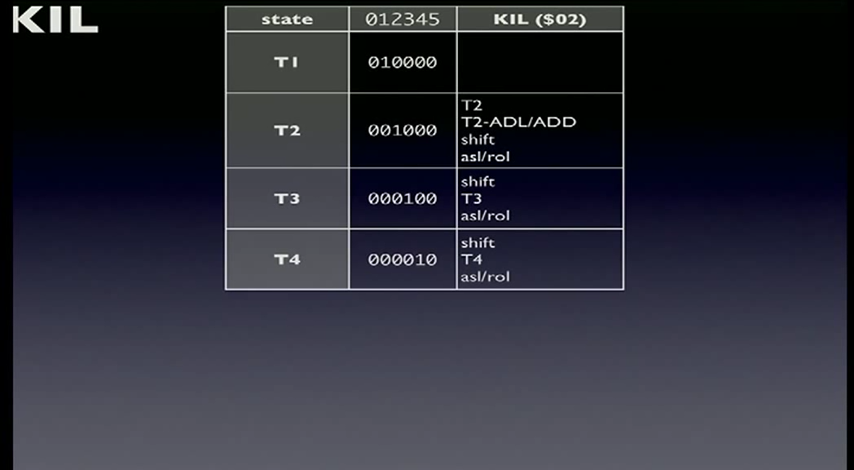 KIL
state 012345 KIL ($02)
T1 010000
T2 001000
T2
T2-ADL/ADD
shift
asl/rol
T3 000100
shift
T3
asl/rol
T4 000010
shift
T4
asl/rol